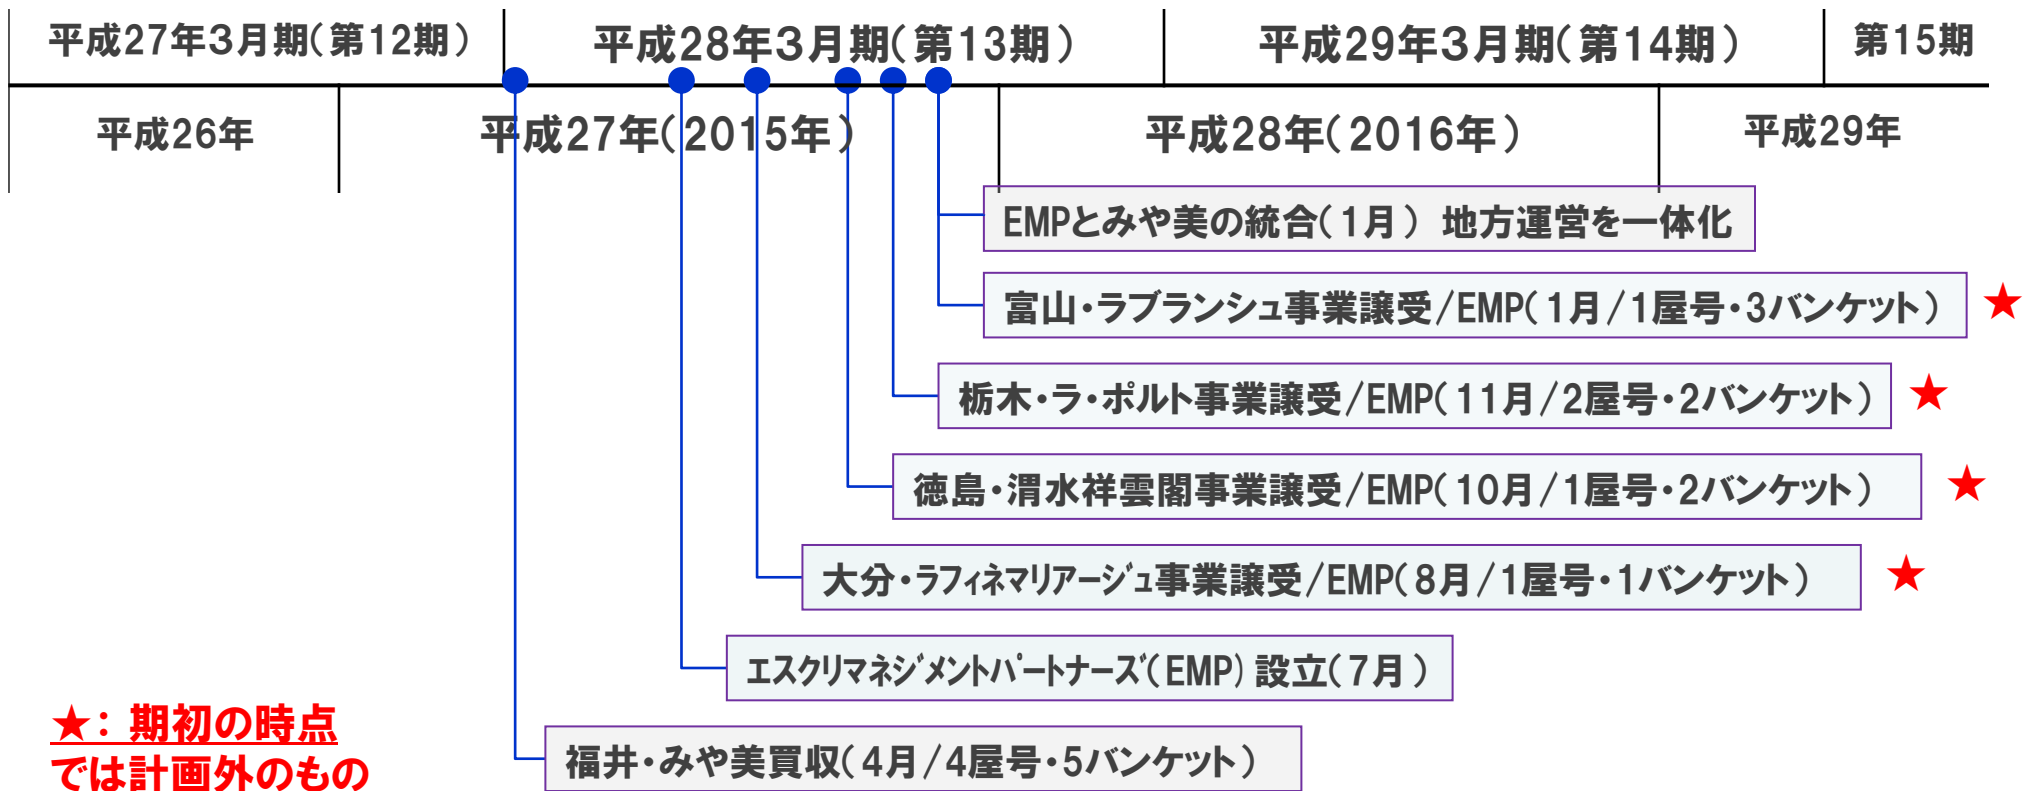 平成27年3月期(第12期)
平成28年3月期(第13期)
平成29年3月期(第14期)
第15期
平成26年
平成27年(2015年)
平成28年(2016年)
平成29年
EMPとみや美の統合(1月) 地方運営を一体化
富山・ラブランシュ事業譲受/EMP(1月/1屋号・3バンケット) ★
栃木・ラ・ポルト事業譲受/EMP(11月/2屋号・2バンケット) ★
徳島・渭水祥雲閣事業譲受/EMP(10月/1屋号・2バンケット) ★
大分・ラフィネマリアージュ事業譲受/EMP(8月/1屋号・1バンケット) ★
エスクリマネジメントパートナーズ(EMP)設立(7月)
福井・みや美買収(4月/4屋号・5バンケット)
★:期初の時点
では計画外のもの